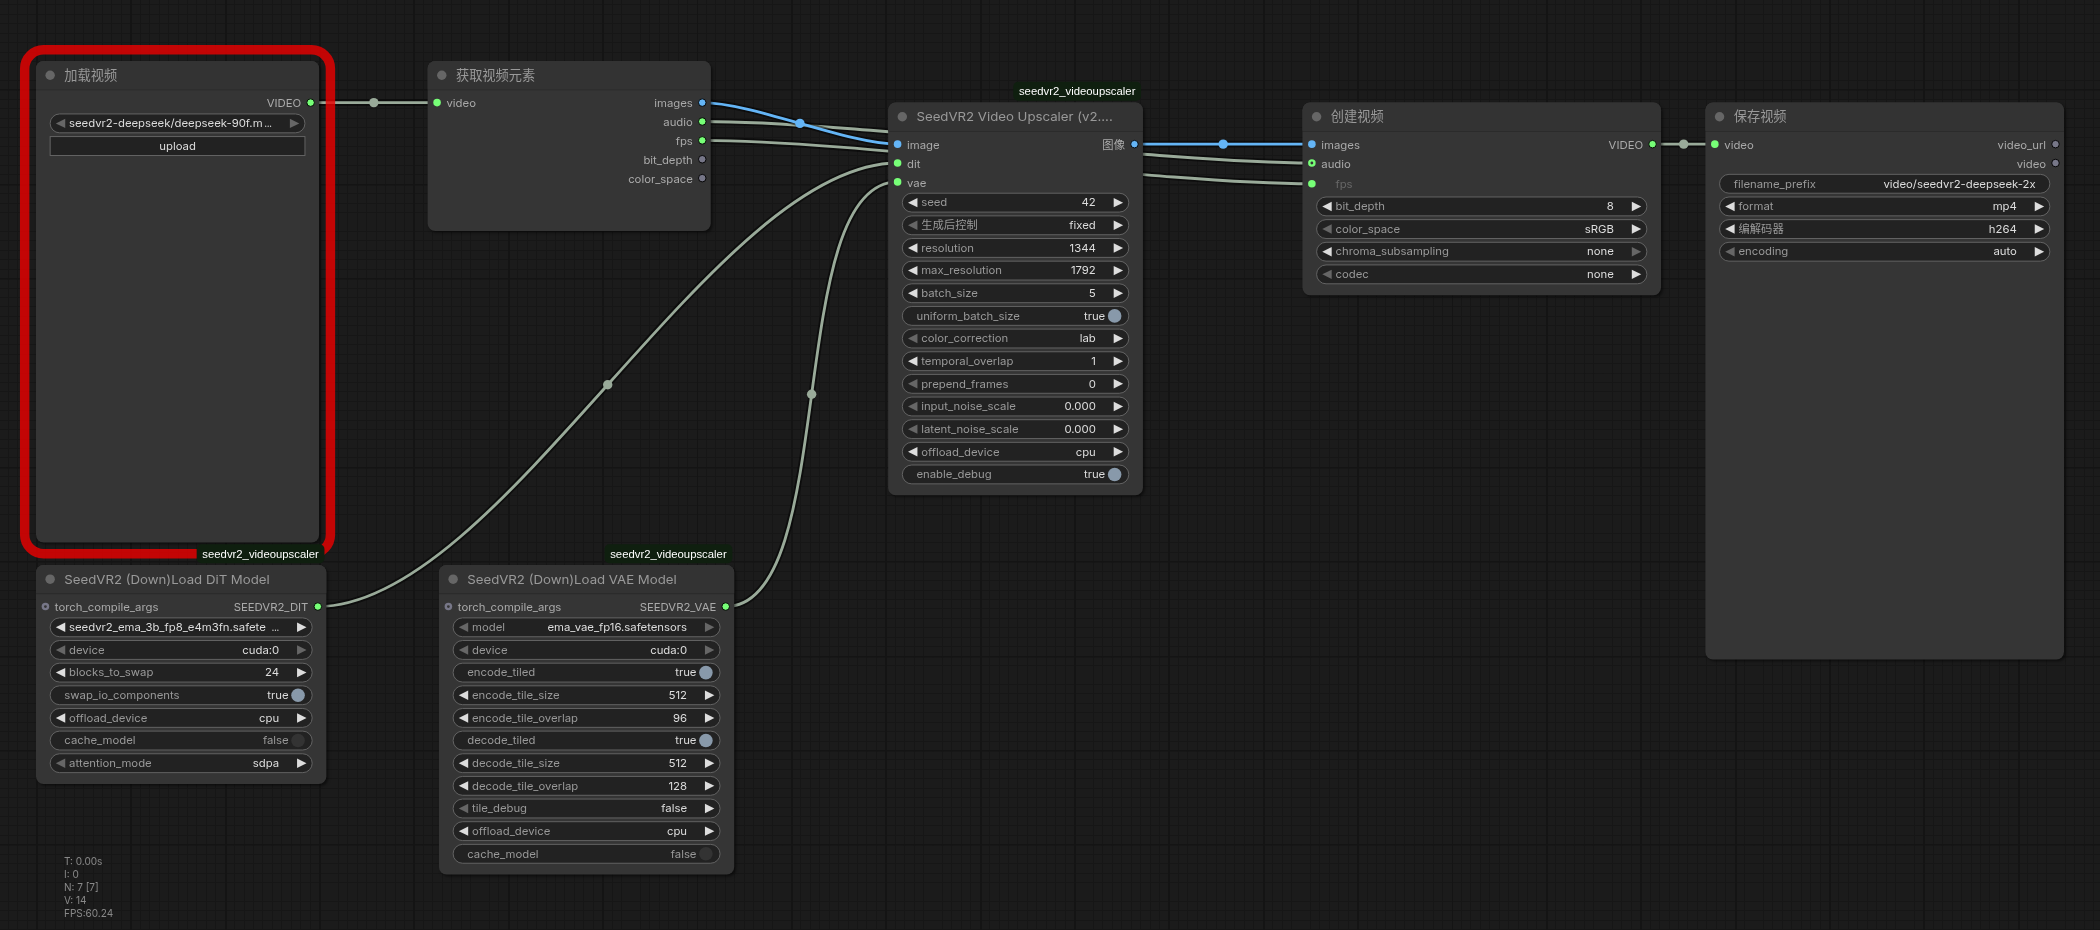 加载视频
VIDEO
seedvr2-deepseek/deepseek-90f.m ...
upload
获取视频元素
video
images
audio
fps
bit_depth
color_space
seedvr2_videoupscaler
SeedVR2 Video Upscaler (v2....
image
图像
dit
vae
seed 42
生成后控制 fixed
resolution 1344
max_resolution 1792
batch_size 5
uniform_batch_size true
color_correction lab
temporal_overlap 1
prepend_frames 0
input_noise_scale 0.000
latent_noise_scale 0.000
offload_device cpu
enable_debug true
创建视频
images
VIDEO
audio
fps
bit_depth 8
color_space sRGB
chroma_subsampling none
codec none
保存视频
video
video_url
video
filename_prefix video/seedvr2-deepseek-2x
format mp4
编解码器 h264
encoding auto
seedvr2_videoupscaler
SeedVR2 (Down)Load DiT Model
torch_compile_args SEEDVR2_DIT
seedvr2_ema_3b_fp8_e4m3fn.safete ...
device cuda:0
blocks_to_swap 24
swap_io_components true
offload_device cpu
cache_model false
attention_mode sdpa
seedvr2_videoupscaler
SeedVR2 (Down)Load VAE Model
torch_compile_args SEEDVR2_VAE
model ema_vae_fp16.safetensors
device cuda:0
encode_tiled true
encode_tile_size 512
encode_tile_overlap 96
decode_tiled true
decode_tile_size 512
decode_tile_overlap 128
tile_debug false
offload_device cpu
cache_model false
T: 0.00s
I: 0
N: 7 [7]
V: 14
FPS:60.24